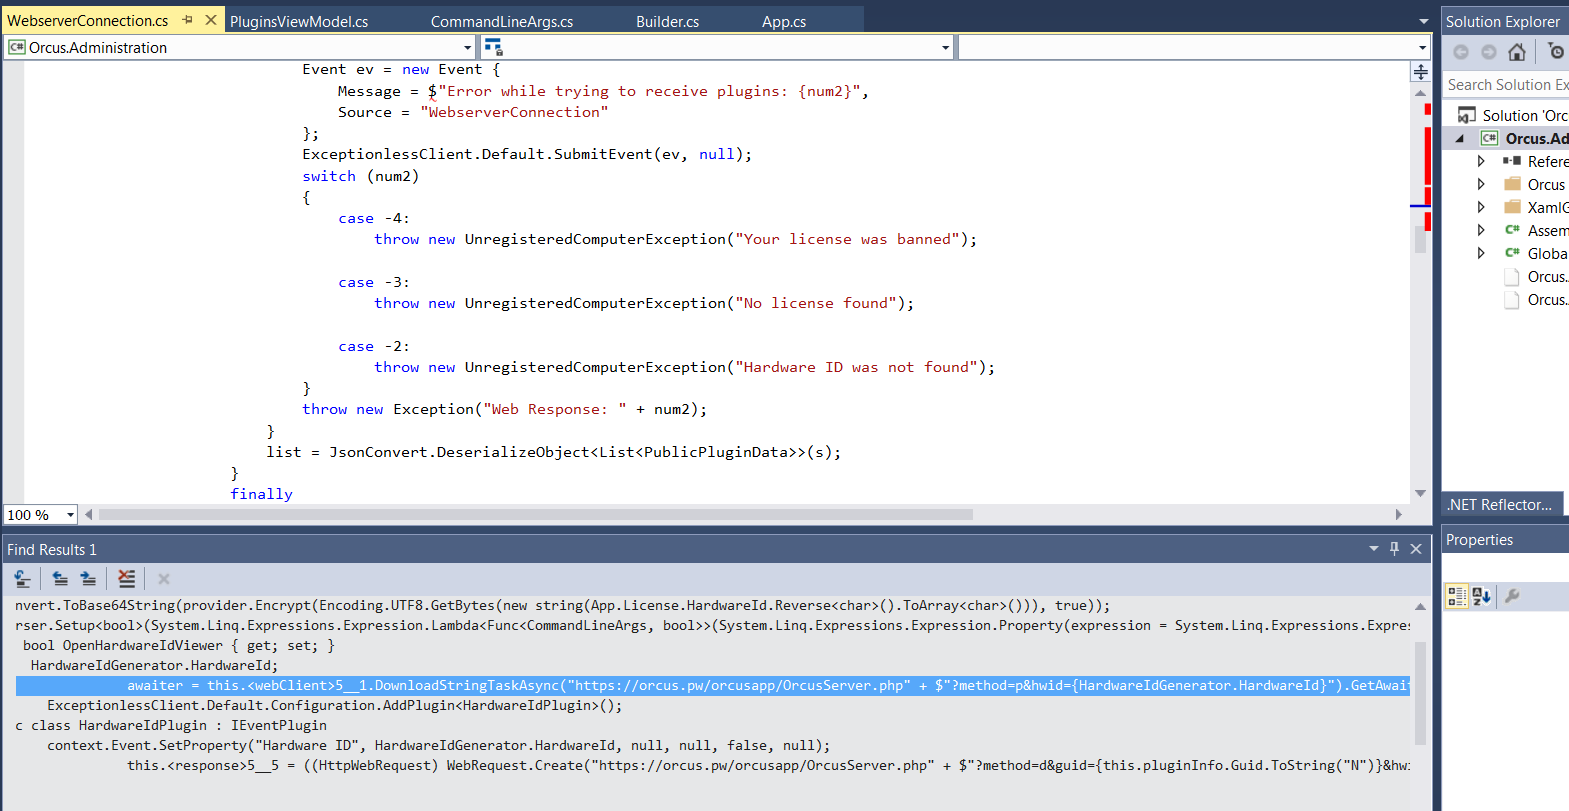 WebserverConnection.cs PluginsViewModel.cs CommandLineArgs.cs Builder.cs App.cs
C# Orcus.Administration
Event ev = new Event {
Message = $"Error while trying to receive plugins: {num2}",
Source = "WebserverConnection"
};
ExceptionlessClient.Default.SubmitEvent(ev, null);
switch (num2)
{
case -4:
throw new UnregisteredComputerException("Your license was banned");
case -3:
throw new UnregisteredComputerException("No license found");
case -2:
throw new UnregisteredComputerException("Hardware ID was not found");
}
throw new Exception("Web Response: " + num2);
}
list = JsonConvert.DeserializeObject<List<PublicPluginData>>(s);
}
finally
100 %
Find Results 1
nvert.ToBase64String(provider.Encrypt(Encoding.UTF8.GetBytes(new string(App.License.HardwareId.Reverse<char>().ToArray<char>())), true));
rser.Setup<bool>(System.Linq.Expressions.Expression.Lambda<Func<CommandLineArgs, bool>>(System.Linq.Expressions.Expression.Property(expression = System.Linq.Expressions.Expres
bool OpenHardwareIdViewer { get; set; }
HardwareIdGenerator.HardwareId;
awaiter = this.<webClient>5__1.DownloadStringTaskAsync("https://orcus.pw/orcusapp/OrcusServer.php" + $"?method=p&hwid={HardwareIdGenerator.HardwareId}").GetAwai
ExceptionlessClient.Default.Configuration.AddPlugin<HardwareIdPlugin>();
c class HardwareIdPlugin : IEventPlugin
context.Event.SetProperty("Hardware ID", HardwareIdGenerator.HardwareId, null, null, false, null);
this.<response>5__5 = ((HttpWebRequest) WebRequest.Create("https://orcus.pw/orcusapp/OrcusServer.php" + $"?method=d&guid={this.pluginInfo.Guid.ToString("N")}&hwi
Solution Explorer
Search Solution Ex
Solution 'Orc
C# Orcus.Ad
Refere
Orcus
XamlG
C# Assem
C# Globa
Orcus.
Orcus.
.NET Reflector...
Properties